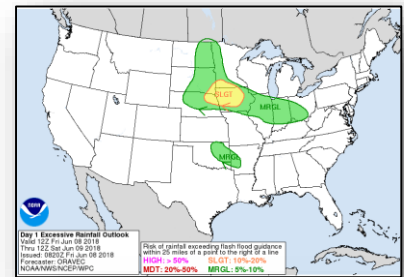 SLGT
MRGL
MRGL
NOAA
Day 1 Excessive Rainfall Outlook
Valid 12Z Fri Jun 08 2018
Thru 12Z Sat Jun 09 2018
Issued: 0820Z Fri Jun 08 2018
Forecaster: ORAVEC
NOAA/NWS/NCEP/WPC
Risk of rainfall exceeding flash flood guidance
within 25 miles of a point to the right of a line
HIGH: > 50% SLGT: 10%-20%
MDT: 20%-50% MRGL: 5%-10%